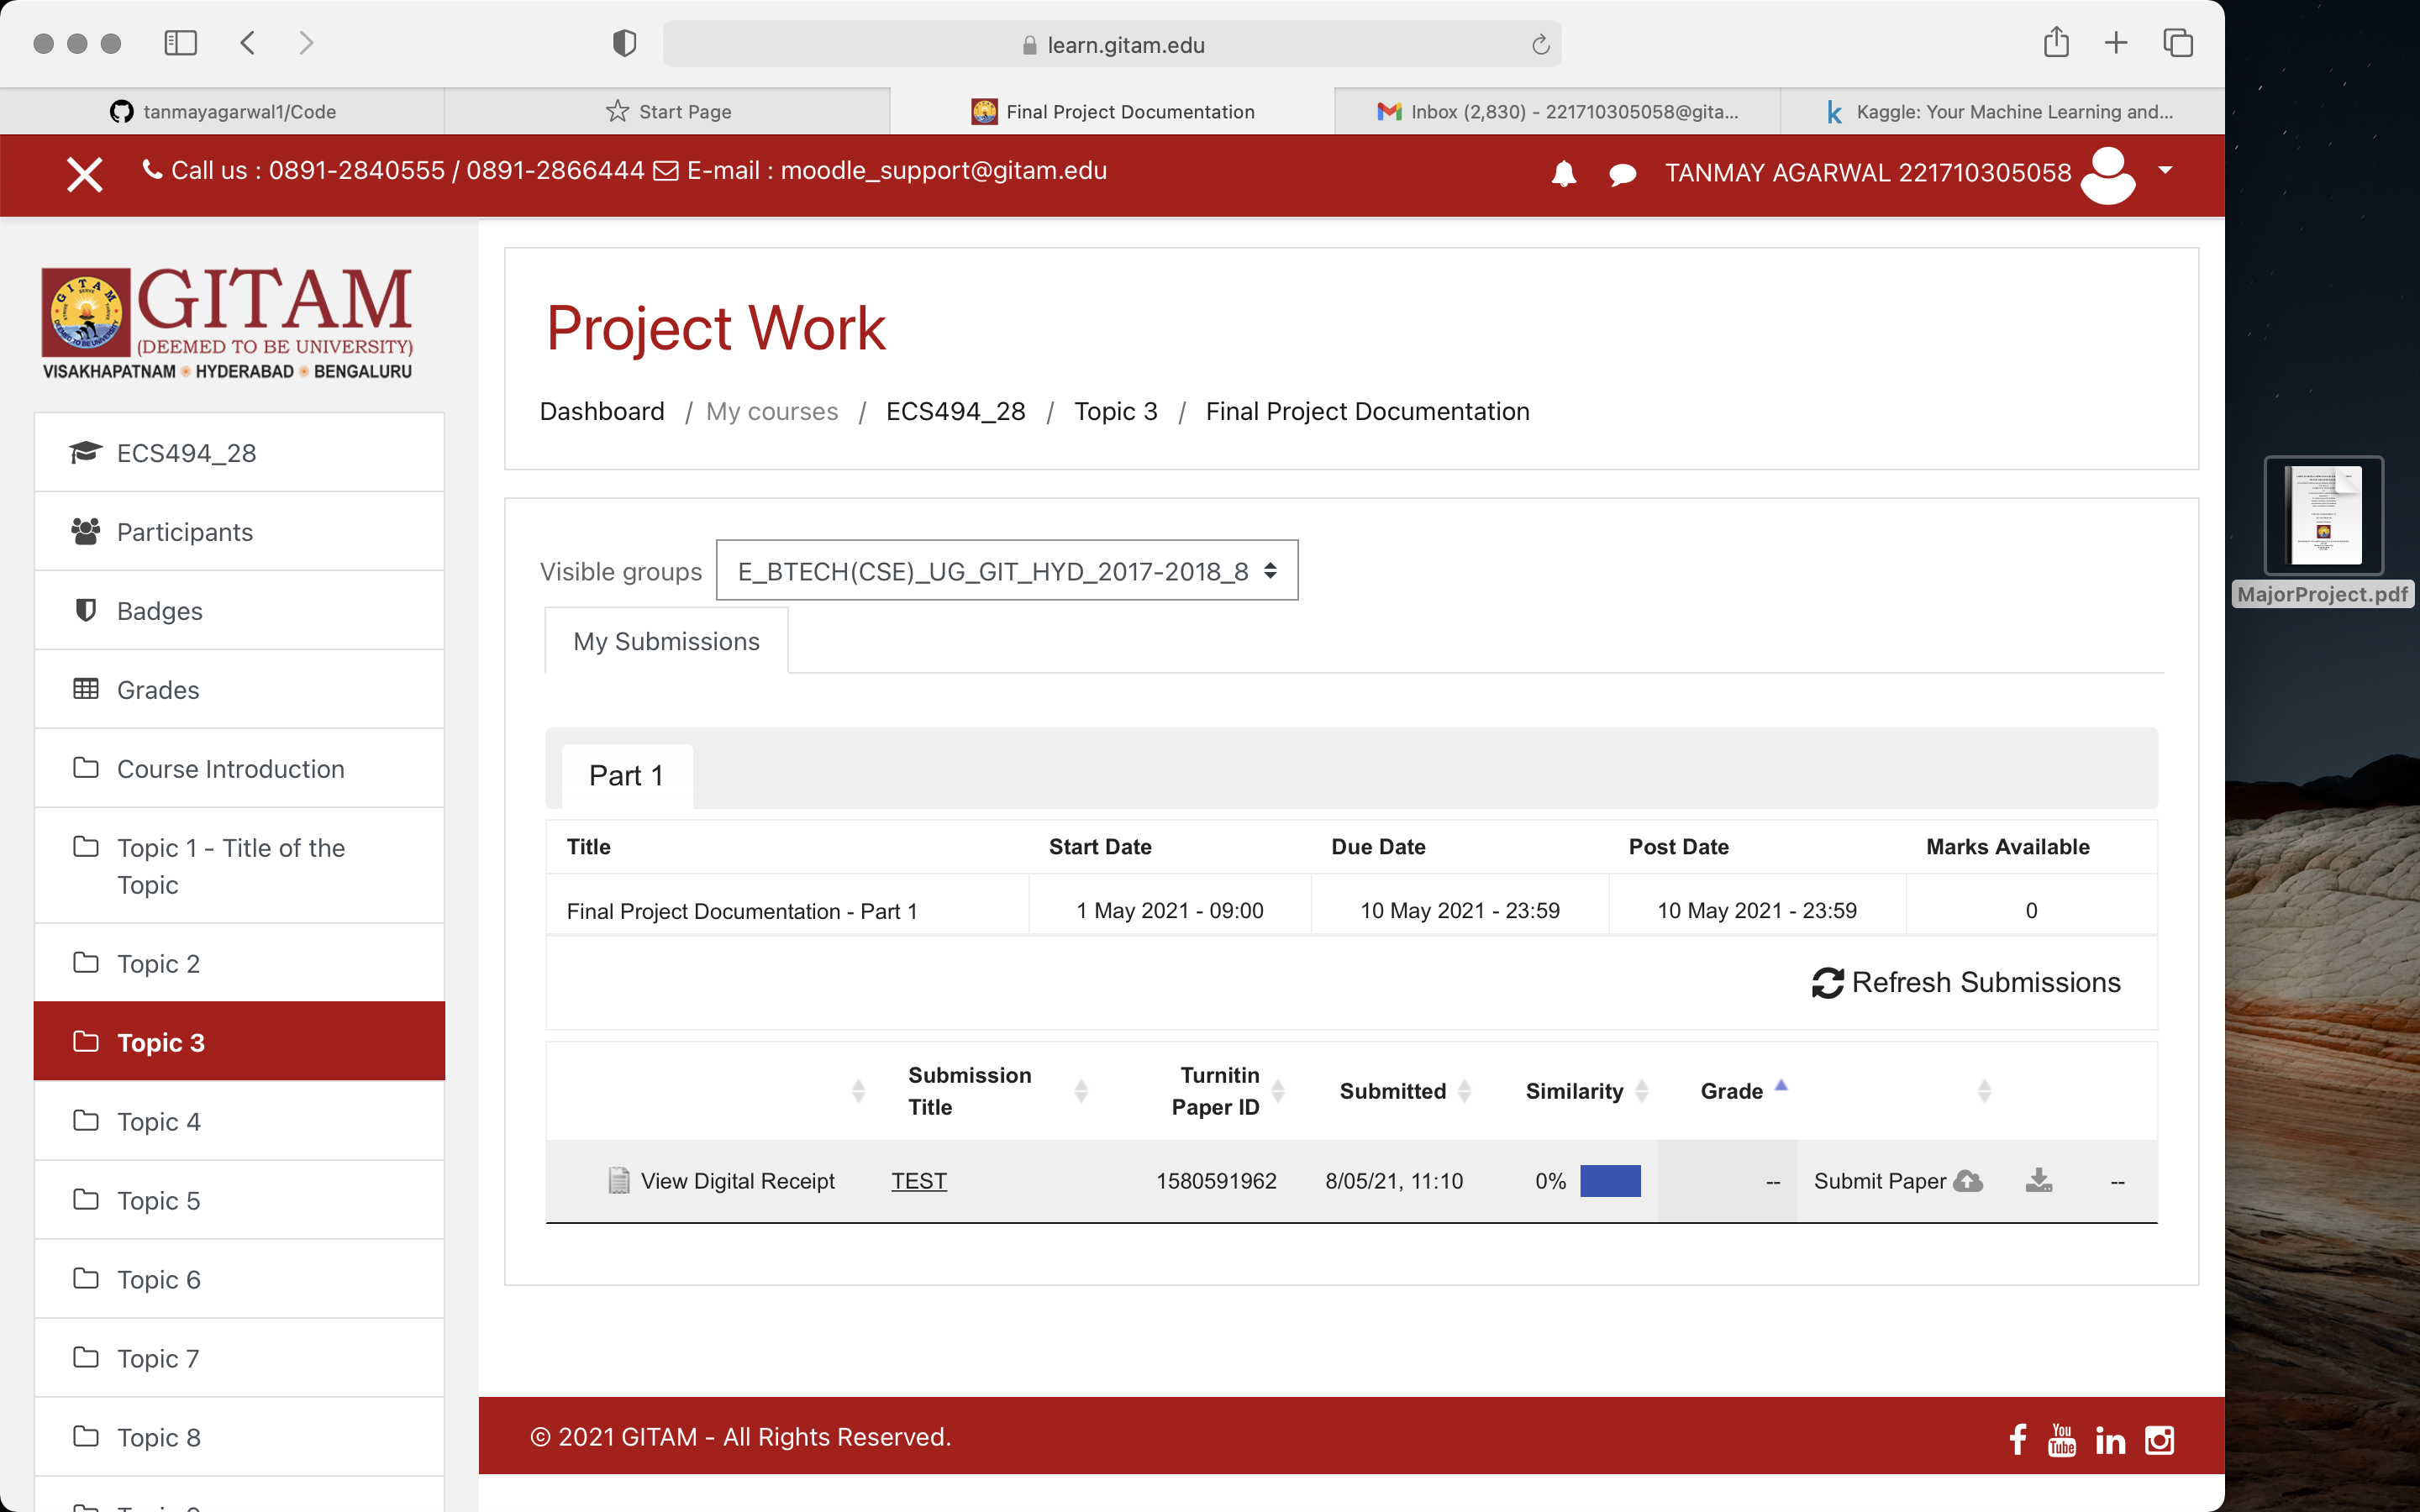 learn.gitam.edu
tanmayagarwal1/Code
Start Page
Final Project Documentation
Inbox (2,830) - 221710305058@gita...
Kaggle: Your Machine Learning and...
Call us : 0891-2840555 / 0891-2866444 E-mail : moodle_support@gitam.edu
TANMAY AGARWAL 221710305058
GITAM
(DEEMED TO BE UNIVERSITY)
VISAKHAPATNAM HYDERABAD BENGALURU
ECS494_28
Participants
Badges
Grades
Course Introduction
Topic 1 - Title of the
Topic
Topic 2
Topic 3
Topic 4
Topic 5
Topic 6
Topic 7
Topic 8
Project Work
Dashboard / My courses / ECS494_28 / Topic 3 / Final Project Documentation
Visible groups E_BTECH(CSE)_UG_GIT_HYD_2017-2018_8
My Submissions
Part 1
Title Start Date Due Date Post Date Marks Available
Final Project Documentation - Part 1 1 May 2021 - 09:00 10 May 2021 - 23:59 10 May 2021 - 23:59 0
Refresh Submissions
Submission Title Turnitin Paper ID Submitted Similarity Grade
View Digital Receipt TEST 1580591962 8/05/21, 11:10 0% -- Submit Paper --
© 2021 GITAM - All Rights Reserved.
You
Tube
MajorProject.pdf